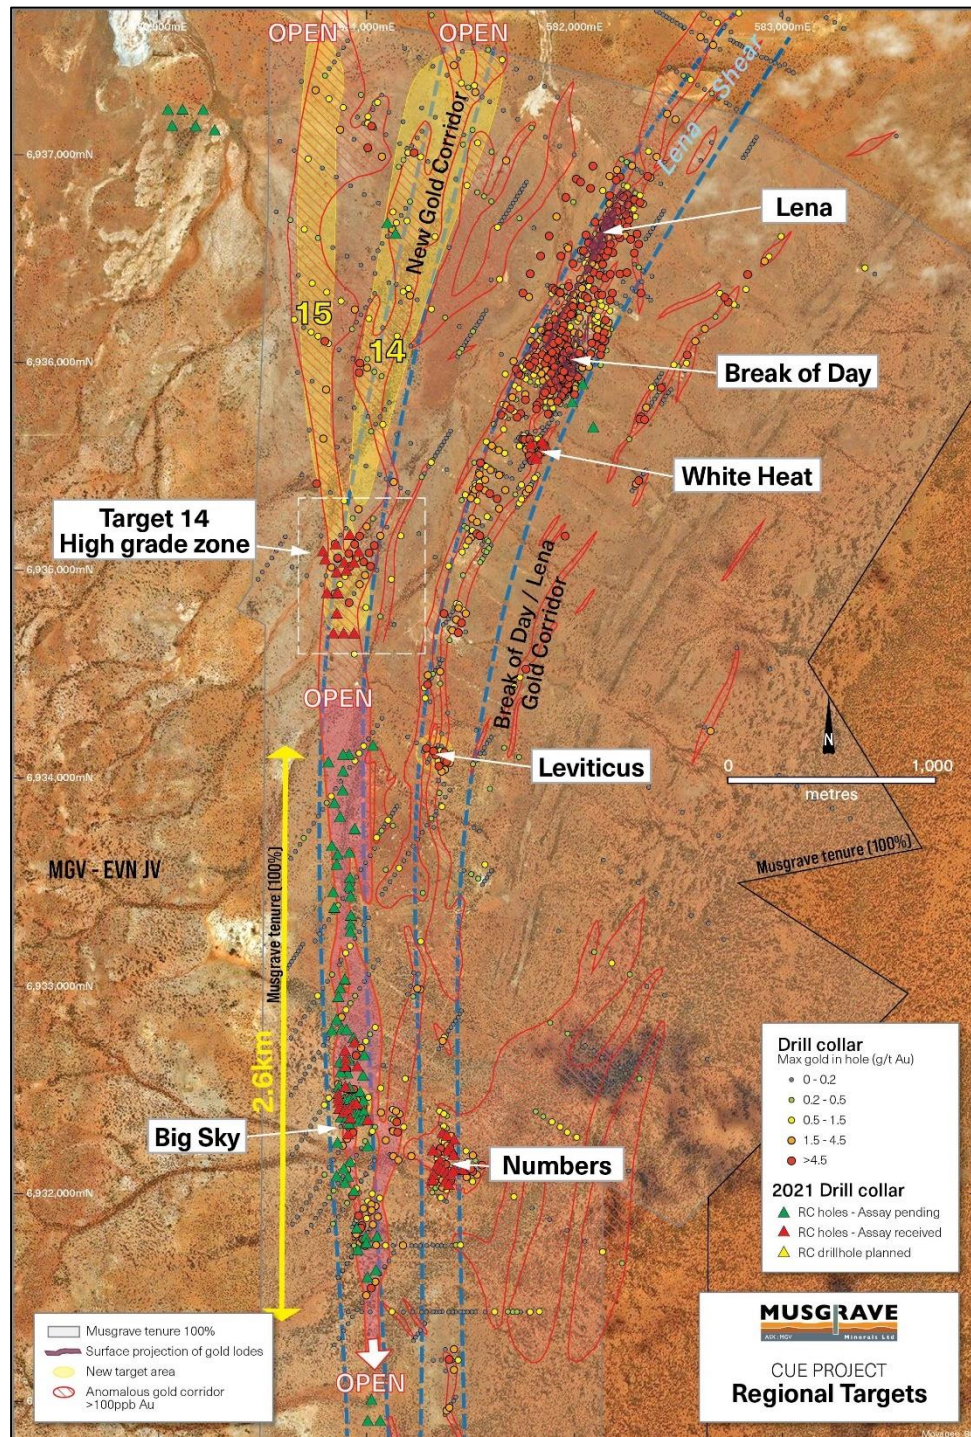 OPEN
OPEN
582,000mE
583,000mE
Lena Shear
6,937,000mN
New Gold Corridor
Lena
15
14
6,936,000mN
Break of Day
White Heat
Target 14
High grade zone
6,935,000mN
Break of Day / Lena
Gold Corridor
OPEN
N
Leviticus
0
1,000
metres
6,934,000mN
MGV - EVN JV
Musgrave tenure (100%)
Musgrave tenure (100%)
6,933,000mN
2.6km
Big Sky
Numbers
6,932,000mN
OPEN
Drill collar
Max gold in hole (g/t Au)
0 - 0.2
0.2 - 0.5
0.5 - 1.5
1.5 - 4.5
>4.5
2021 Drill collar
RC holes - Assay pending
RC holes - Assay received
RC drillhole planned
Musgrave tenure 100%
Surface projection of gold lodes
New target area
Anomalous gold corridor
>100ppb Au
MUSGRAVE
ASX: MGV
Minerals Ltd
CUE PROJECT
Regional Targets